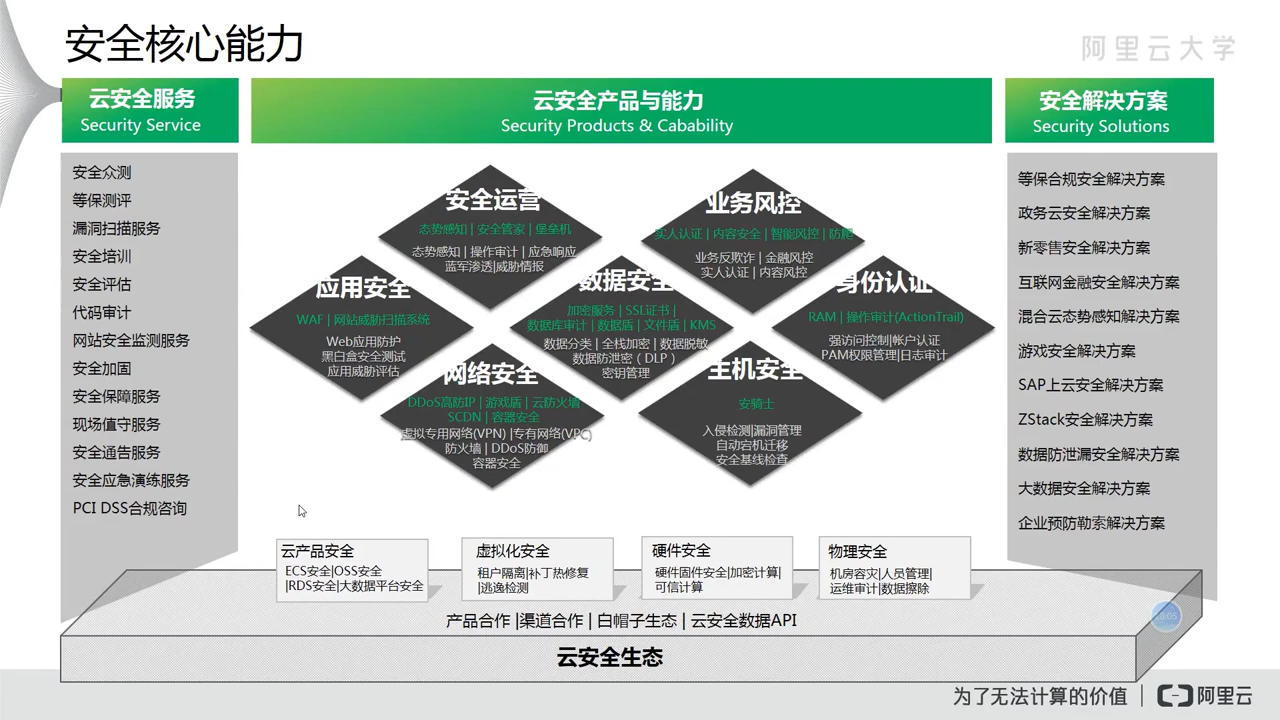 安全核心能力
阿里云大学
云安全服务
Security Service
安全众测
等保测评
漏洞扫描服务
安全培训
安全评估
代码审计
网站安全监测服务
安全加固
安全保障服务
现场值守服务
安全通告服务
安全应急演练服务
PCI DSS合规咨询
云安全产品与能力
Security Products & Cabability
安全运营
态势感知 | 安全管家 | 堡垒机
态势感知 | 操作审计 | 应急响应
蓝军渗透|威胁情报
业务风控
实人认证 | 内容安全 | 智能风控 | 防爬
业务反欺诈 | 金融风控
实人认证 | 内容风控
应用安全
WAF | 网站威胁扫描系统
Web应用防护
黑白盒安全测试
应用威胁评估
数据安全
加密服务 | SSL证书 |
数据库审计 | 数据盾 | 文件盾 | KMS
数据分类 | 全栈加密 | 数据脱敏
数据防泄密（DLP ）
密钥管理
身份认证
RAM | 操作审计(ActionTrail)
强访问控制|帐户认证
PAM权限管理|日志审计
网络安全
DDoS高防IP | 游戏盾 | 云防火墙
SCDN | 容器安全
虚拟专用网络(VPN) |专有网络(VPC)
防火墙 | DDoS防御
容器安全
主机安全
安骑士
入侵检测|漏洞管理
自动宕机迁移
安全基线检查
安全解决方案
Security Solutions
等保合规安全解决方案
政务云安全解决方案
新零售安全解决方案
互联网金融安全解决方案
混合云态势感知解决方案
游戏安全解决方案
SAP上云安全解决方案
ZStack安全解决方案
数据防泄漏安全解决方案
大数据安全解决方案
企业预防勒索解决方案
云产品安全
ECS安全|OSS安全
|RDS安全|大数据平台安全
虚拟化安全
租户隔离|补丁热修复
|逃逸检测
硬件安全
硬件固件安全|加密计算|
可信计算
物理安全
机房容灾|人员管理|
运维审计|数据擦除
产品合作 |渠道合作 | 白帽子生态 | 云安全数据API
云安全生态
为了无法计算的价值 | 阿里云